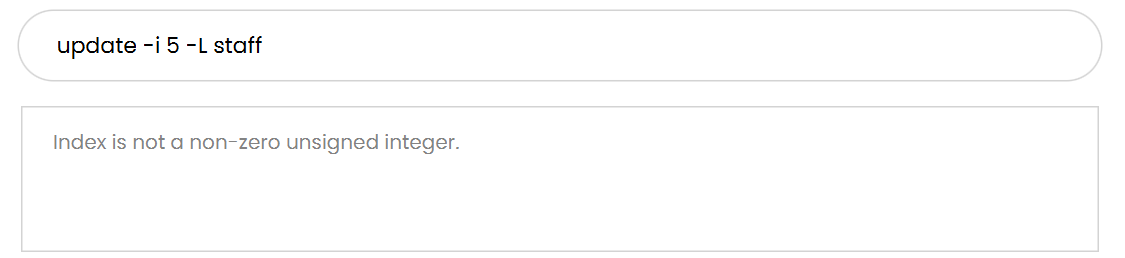 update -i 5 -L staff
Index is not a non-zero unsigned integer.